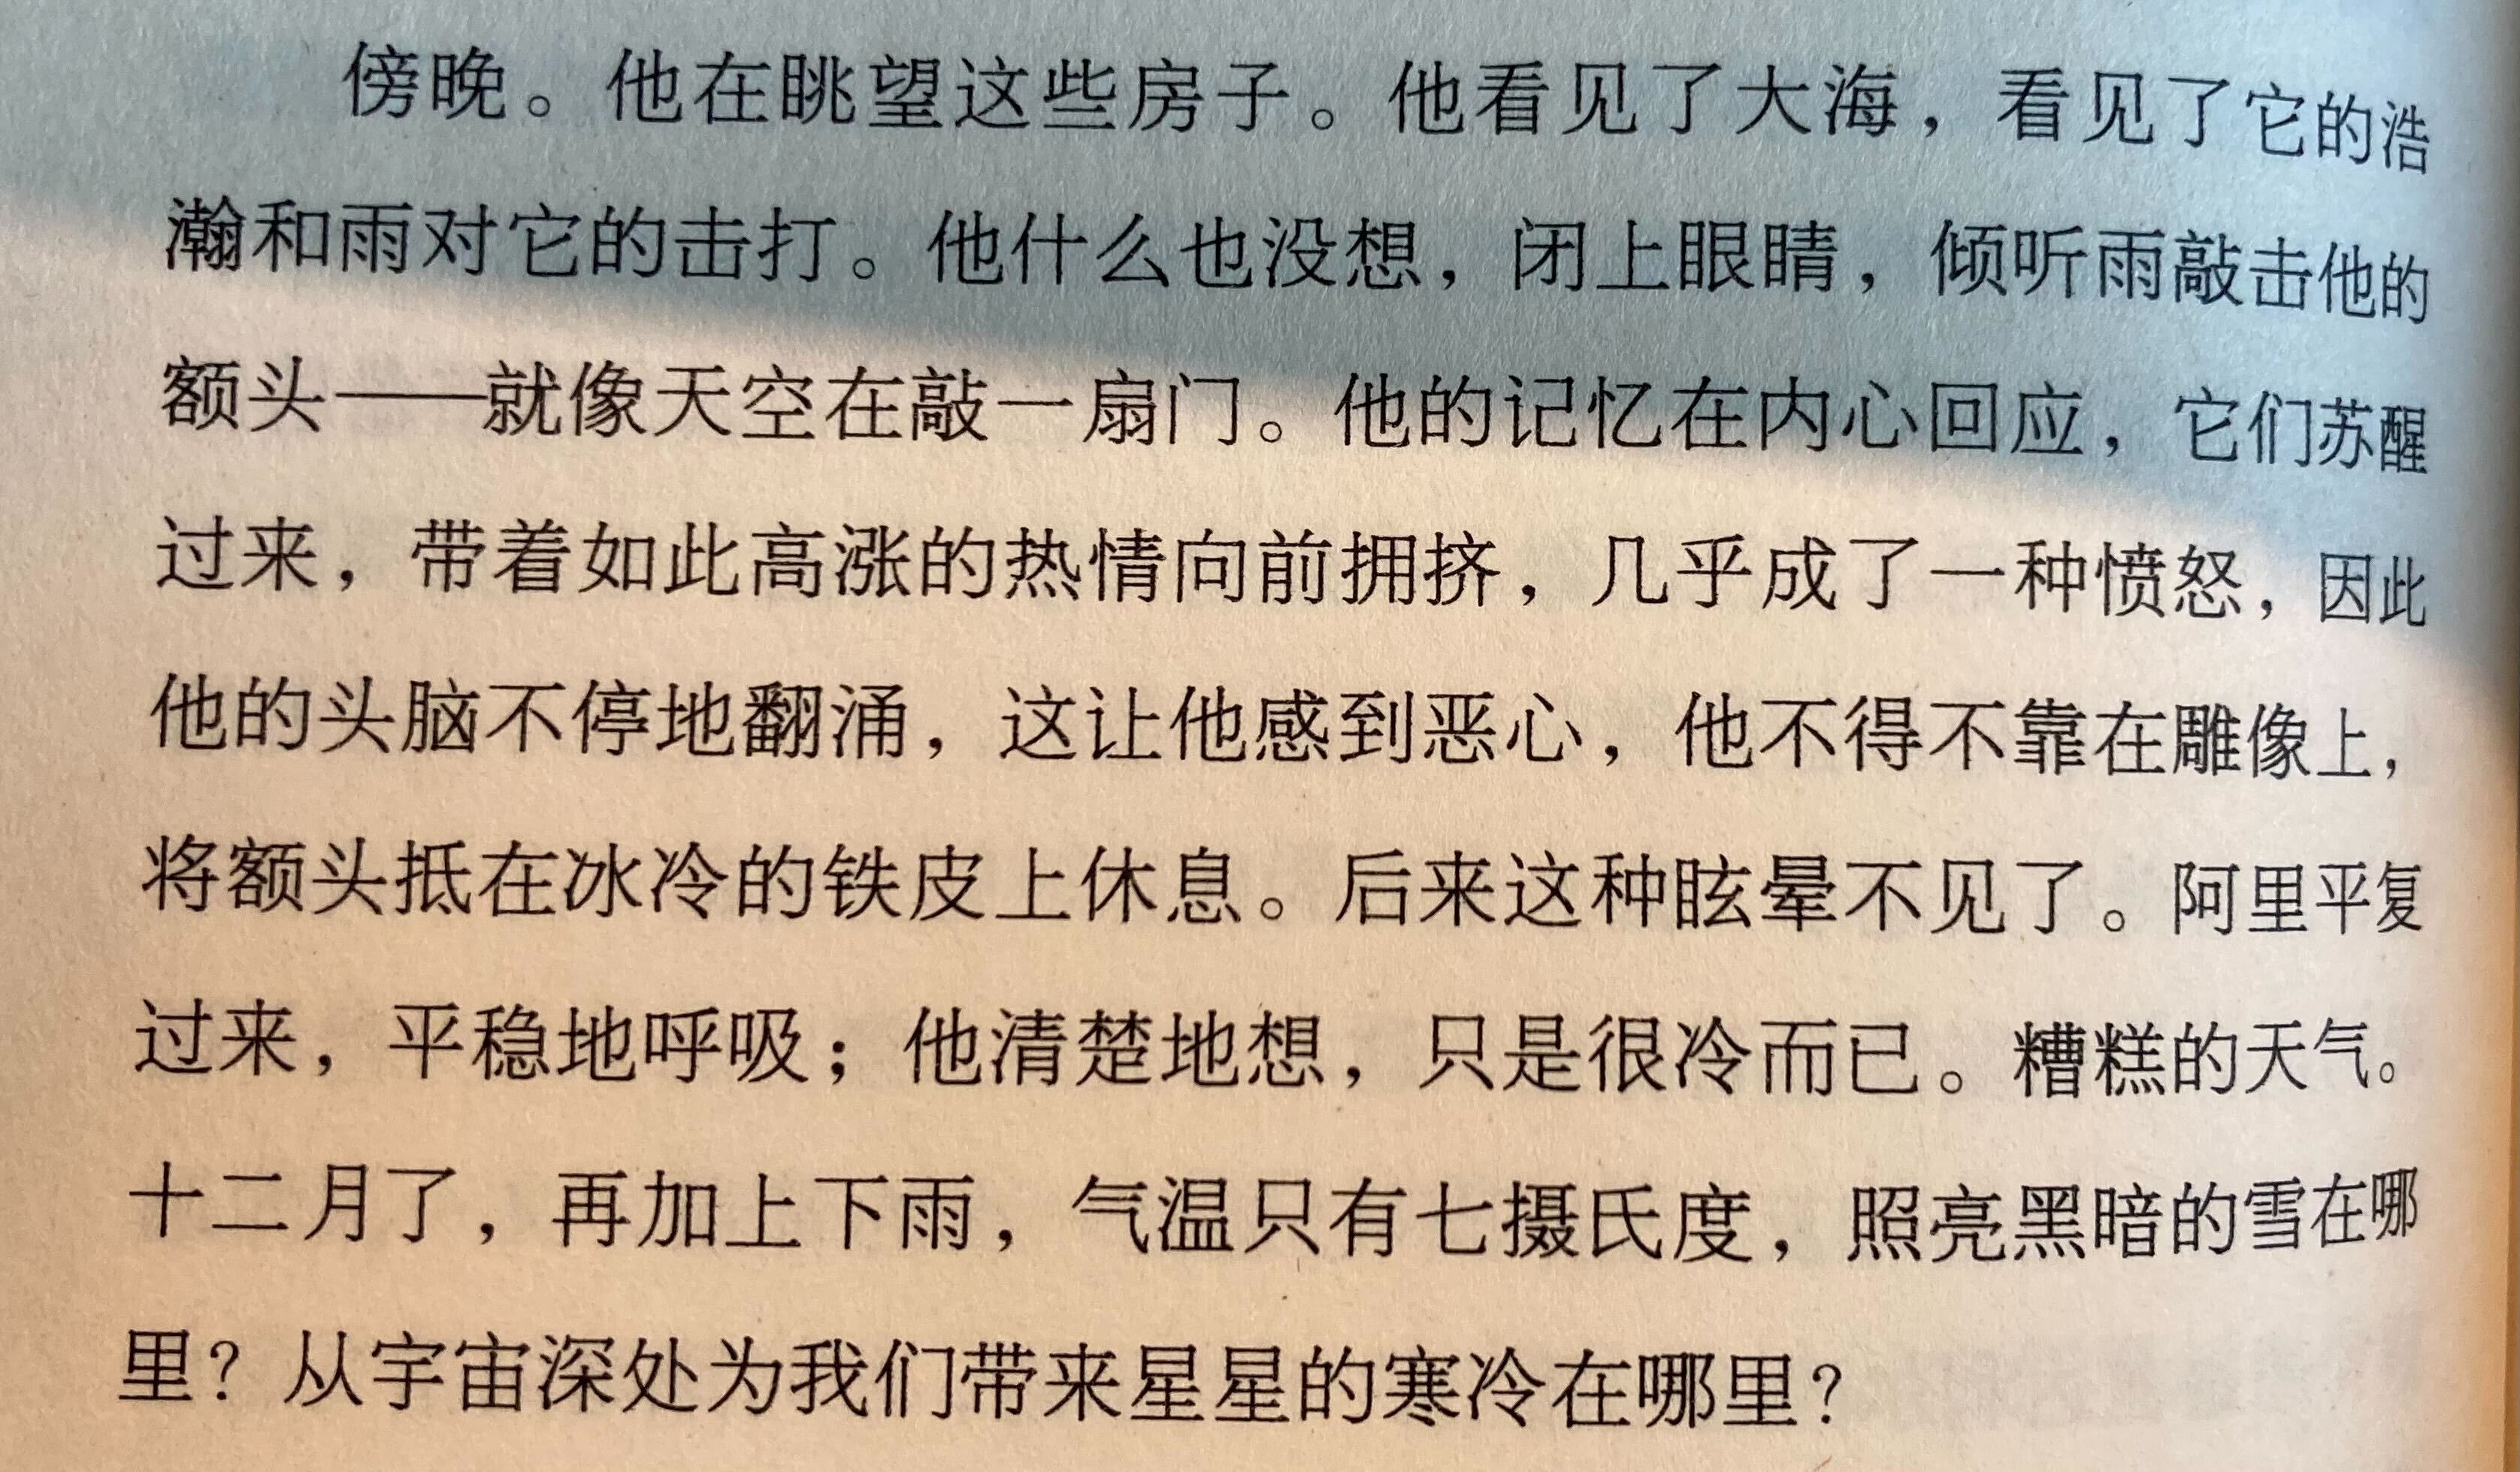 傍晚。他在眺望这些房子。他看见了大海，看见了它的浩
瀚和雨对它的击打。他什么也没想，闭上眼睛，倾听雨敲击他的
额头——就像天空在敲一扇门。他的记忆在内心回应，它们苏醒
过来，带着如此高涨的热情向前拥挤，几乎成了一种愤怒，因此
他的头脑不停地翻涌，这让他感到恶心，他不得不靠在雕像上，
将额头抵在冰冷的铁皮上休息。后来这种眩晕不见了。阿里平复
过来，平稳地呼吸；他清楚地想，只是很冷而已。糟糕的天气。
十二月了，再加上下雨，气温只有七摄氏度，照亮黑暗的雪在哪
里？从宇宙深处为我们带来星星的寒冷在哪里？